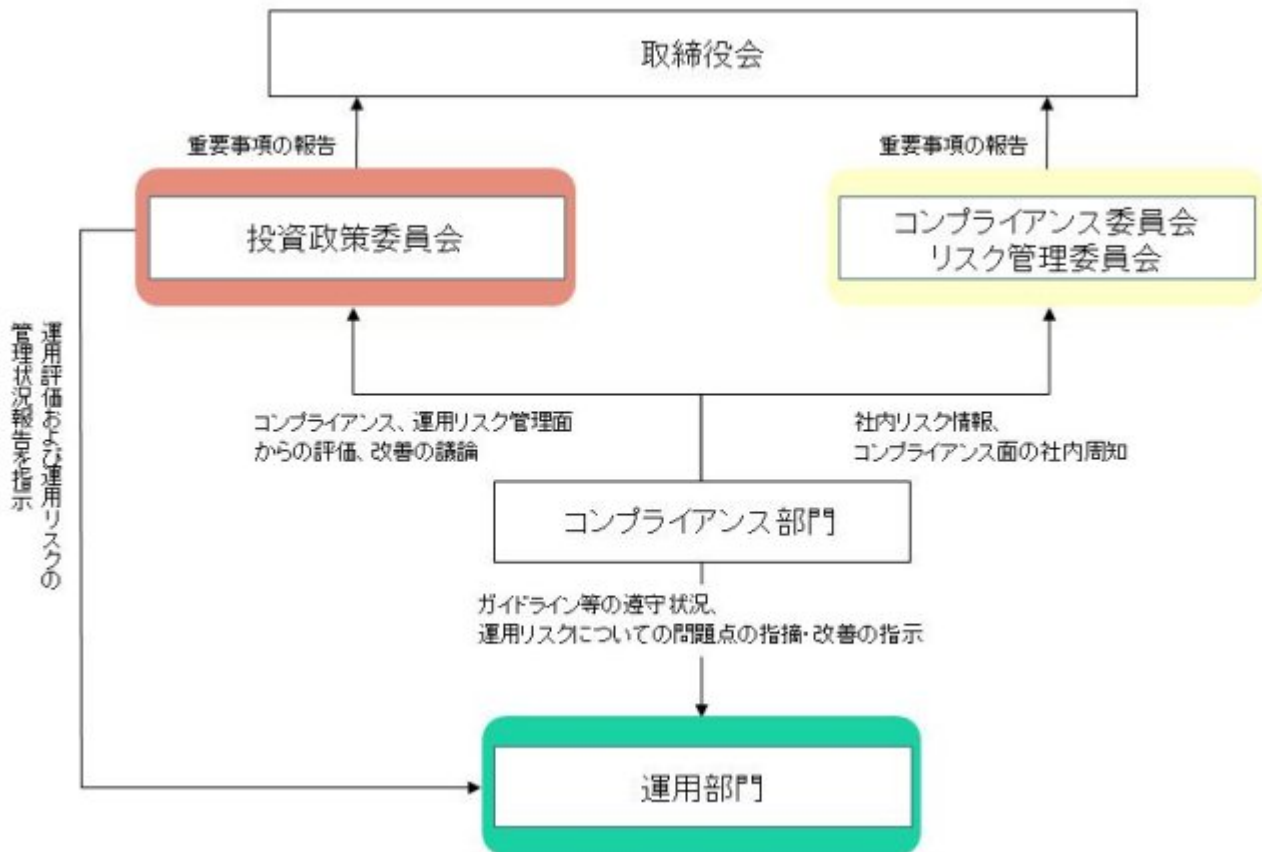 取締役会
重要事項の報告
重要事項の報告
投資政策委員会
コンプライアンス委員会
リスク管理委員会
運用評価および運用リスクの
管理状況報告を指示
コンプライアンス、運用リスク管理面
からの評価、改善の議論
社内リスク情報、
コンプライアンス面の社内周知
コンプライアンス部門
ガイドライン等の遵守状況、
運用リスクについての問題点の指摘・改善の指示
運用部門